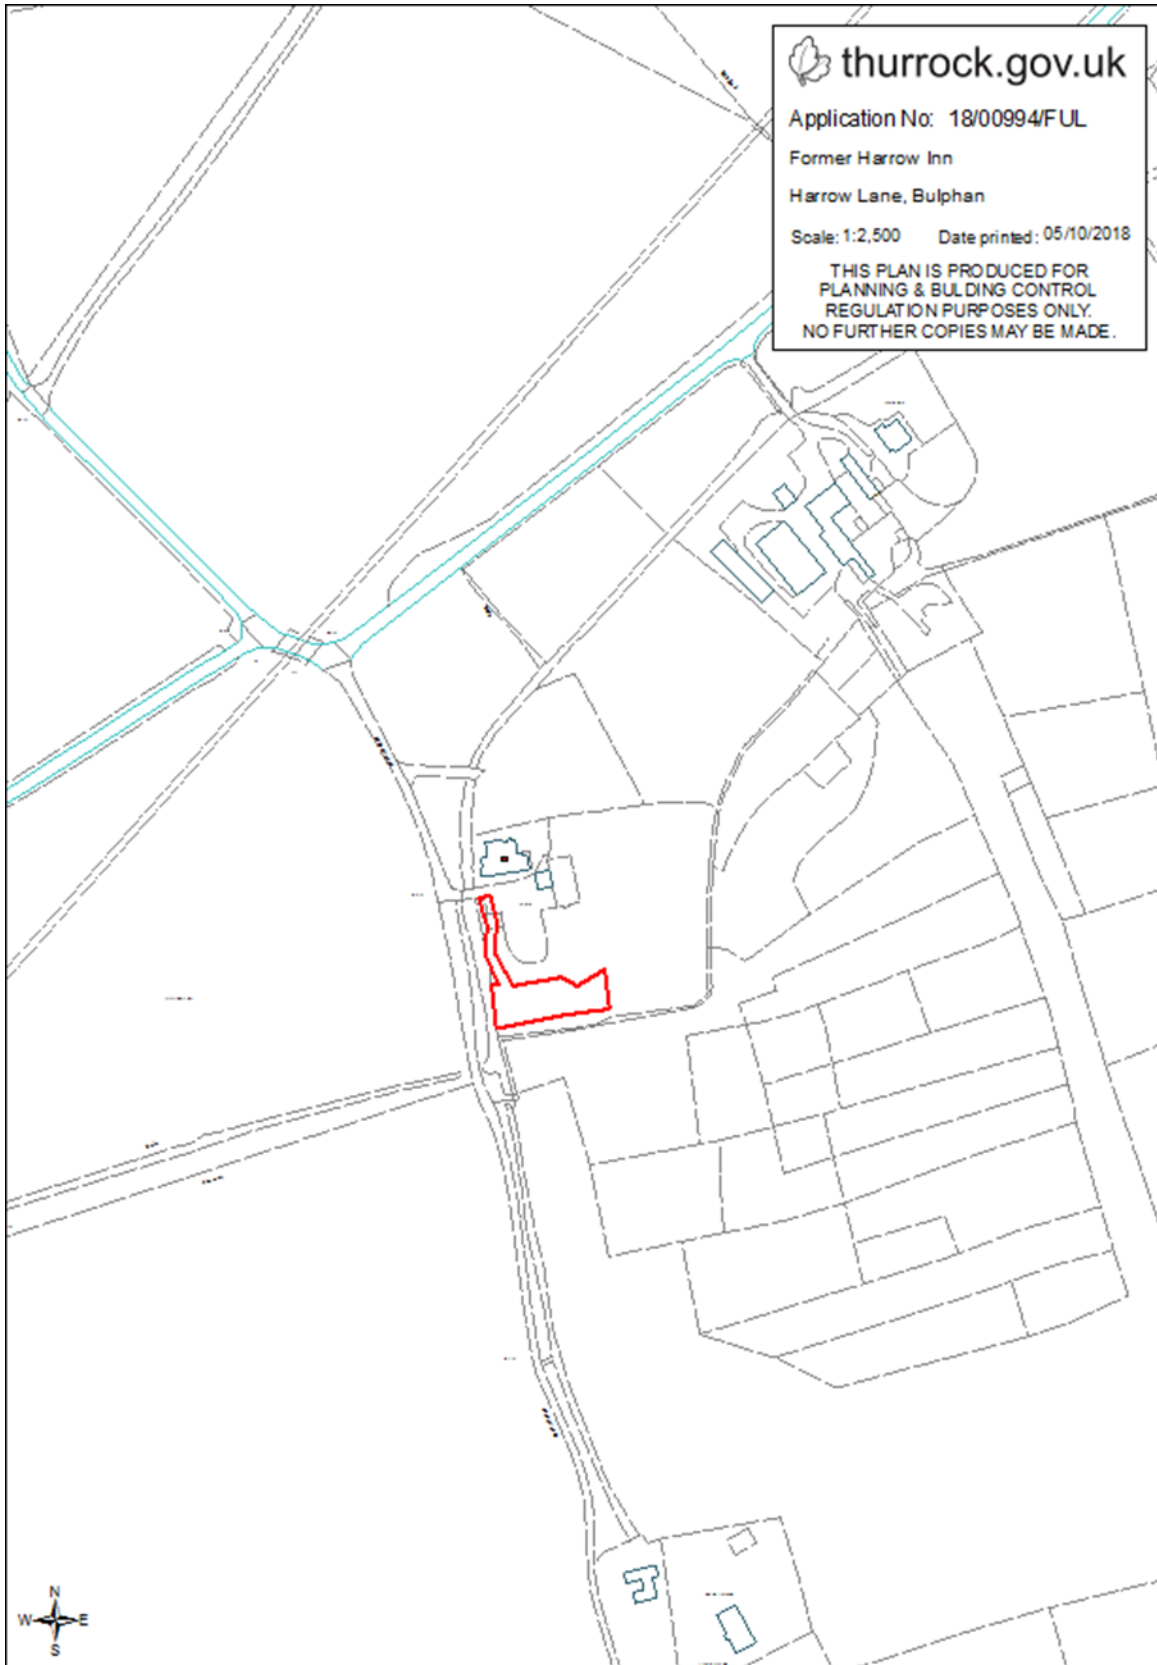 thurrock.gov.uk
Application No: 18/00994/FUL
Former Harrow Inn
Harrow Lane, Bulphan
Scale: 1:2,500 Date printed: 05/10/2018
THIS PLAN IS PRODUCED FOR
PLANNING & BULDING CONTROL
REGULATION PURPOSES ONLY.
NO FURTHER COPIES MAY BE MADE.
N
W E
S